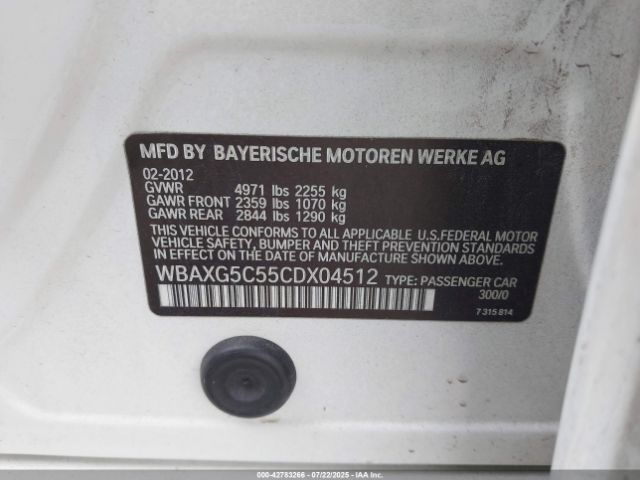 MFD BY BAYERISCHE MOTOREN WERKE AG
02-2012
GVWR 4971 lbs 2255 kg
GAWR FRONT 2359 lbs 1070 kg
GAWR REAR 2844 lbs 1290 kg
THIS VEHICLE CONFORMS TO ALL APPLICABLE U.S.FEDERAL MOTOR
VEHICLE SAFETY, BUMPER AND THEFT PREVENTION STANDARDS
IN EFFECT ON THE DATE OF MANUFACTURE SHOWN ABOVE.
WBAXG5C55CDX04512 TYPE: PASSENGER CAR
300/0
7 315 814
000-42783266 - 07/22/2025 - IAA, Inc.